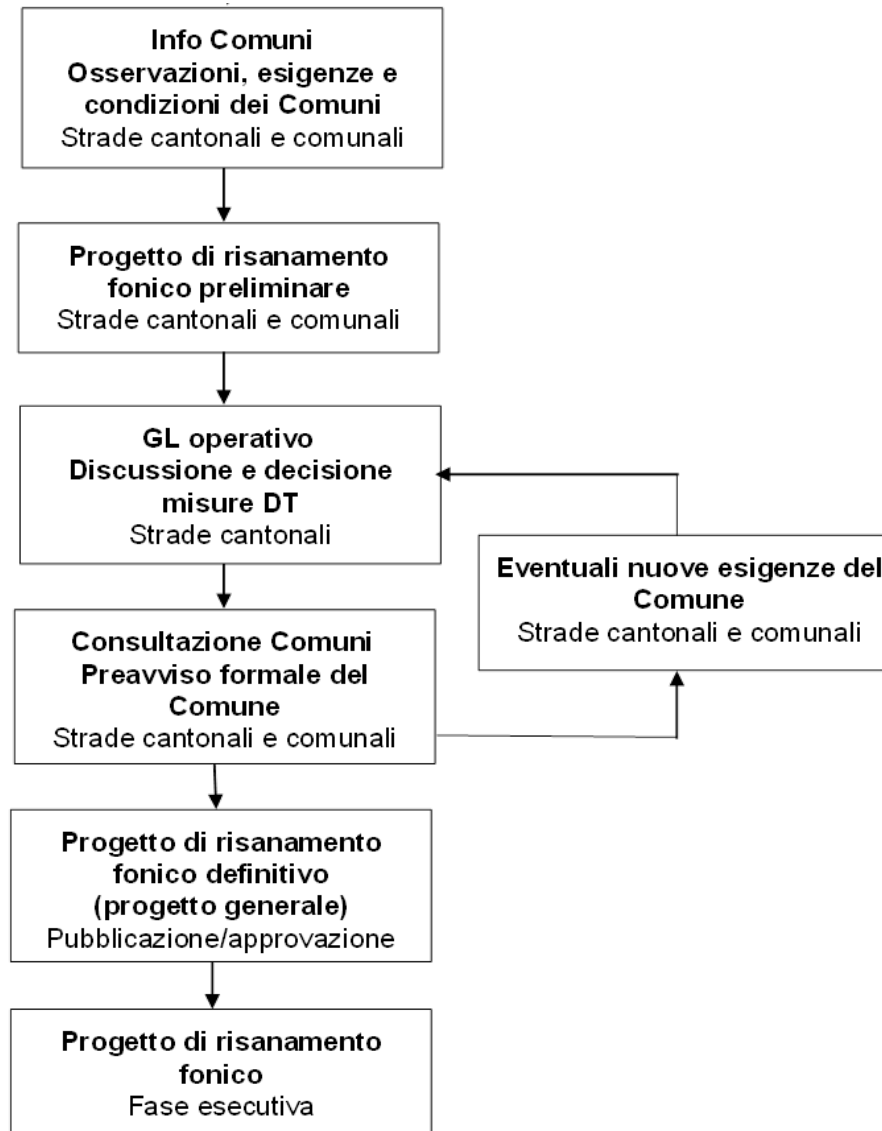 Info Comuni
Osservazioni, esigenze e
condizioni dei Comuni
Strade cantonali e comunali
Progetto di risanamento
fonico preliminare
Strade cantonali e comunali
GL operativo
Discussione e decisione
misure DT
Strade cantonali
Eventuali nuove esigenze del
Comune
Strade cantonali e comunali
Consultazione Comuni
Preavviso formale del
Comune
Strade cantonali e comunali
Progetto di risanamento
fonico definitivo
(progetto generale)
Pubblicazione/approvazione
Progetto di risanamento
fonico
Fase esecutiva